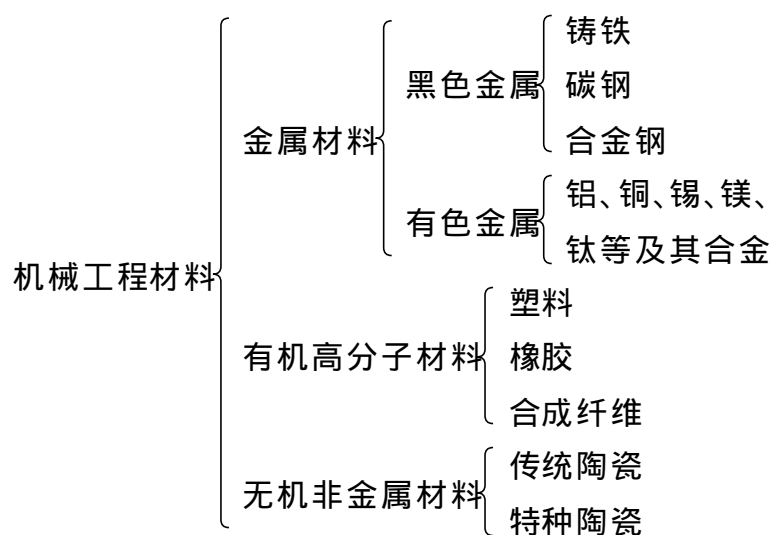 机械工程材料
金属材料
黑色金属
铸铁
碳钢
合金钢
有色金属
铝、铜、锡、镁、
钛等及其合金
有机高分子材料
塑料
橡胶
合成纤维
无机非金属材料
传统陶瓷
特种陶瓷